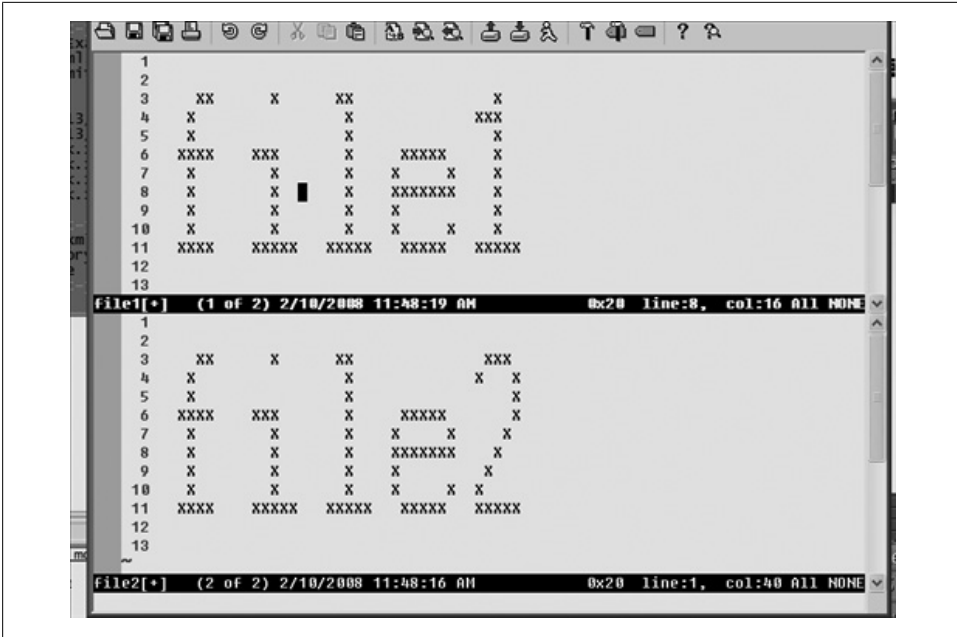 1
2
3 XX X XX X
4 X X XXX
5 X X X
6 XXXX XXX X XXXXX X
7 X X X X X X
8 X X X XXXXXXX X
9 X X X X X
10 X X X X X X
11 XXXX XXXXX XXXXX XXXXX XXXXX
12
13
file1[+] (1 of 2) 2/10/2008 11:48:19 AM 0x20 line:8, col:16 All NONE
1
2
3 XX X XX XXX
4 X X X X
5 X X X
6 XXXX XXX X XXXXX X
7 X X X X X X
8 X X X XXXXXXX X
9 X X X X X
10 X X X X X X
11 XXXX XXXXX XXXXX XXXXX XXXXX
12
13
~
file2[+] (2 of 2) 2/10/2008 11:48:16 AM 0x20 line:1, col:40 All NONE